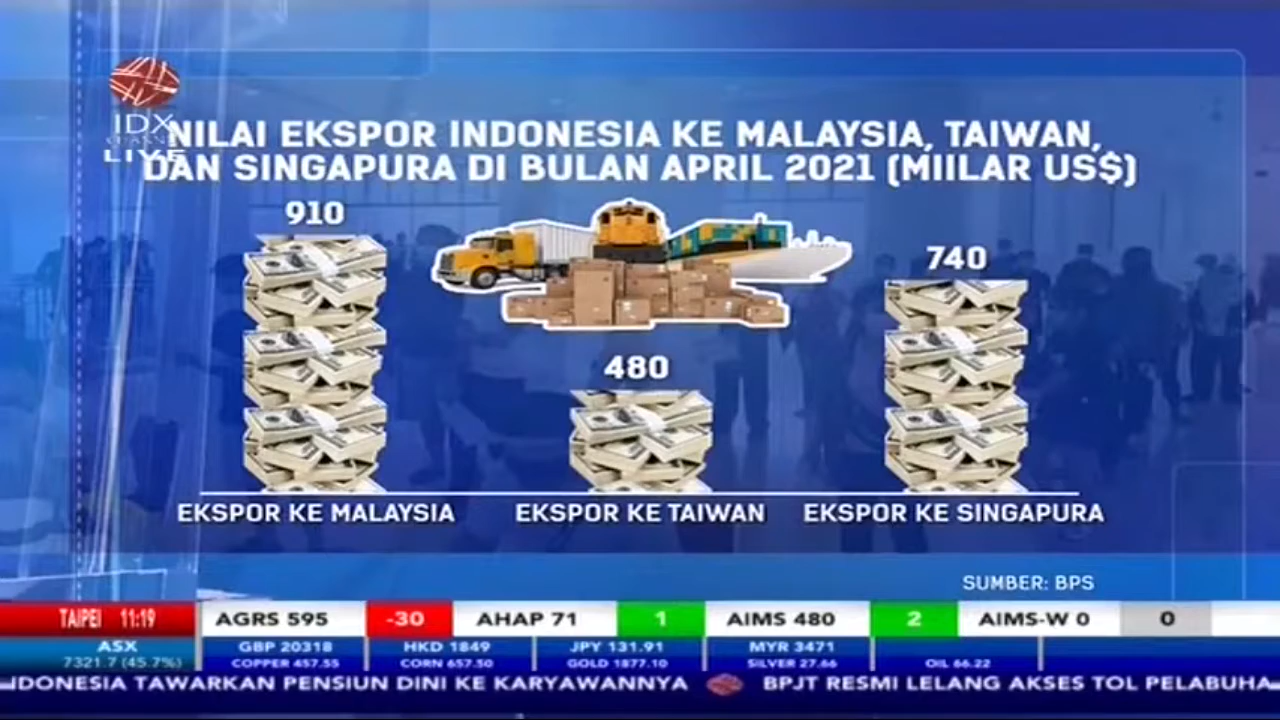 IDX
LIVE
NILAI EKSPOR INDONESIA KE MALAYSIA, TAIWAN,
DAN SINGAPURA DI BULAN APRIL 2021 (MIILAR US$)
910
740
480
EKSPOR KE MALAYSIA EKSPOR KE TAIWAN EKSPOR KE SINGAPURA
SUMBER: BPS
TAIPEI 11:19 AGRS 595 -30 AHAP 71 1 AIMS 480 2 AIMS-W 0 0
ASX GBP 20318 HKD 1849 JPY 131.91 MYR 3471
7321.7 (45.7%) COPPER 457.55 CORN 657.50 GOLD 1877.10 SILVER 27.66 OIL 66.22
DONESIA TAWARKAN PENSIUN DINI KE KARYAWANNYA BPJT RESMI LELANG AKSES TOL PELABUHA